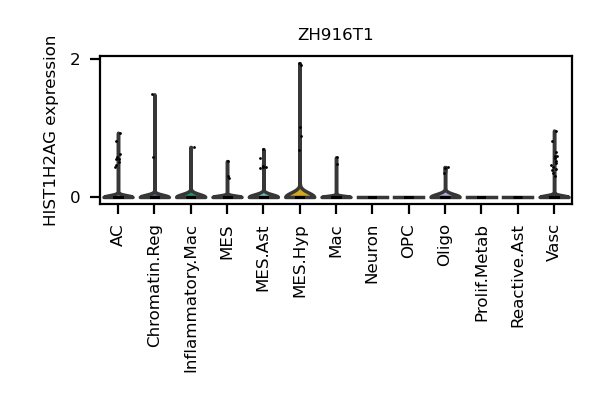 ZH916T1
HIST1H2AG expression
2
0
AC
Chromatin.Reg
Inflammatory.Mac
MES
MES.Ast
MES.Hyp
Mac
Neuron
OPC
Oligo
Prolif.Metab
Reactive.Ast
Vasc